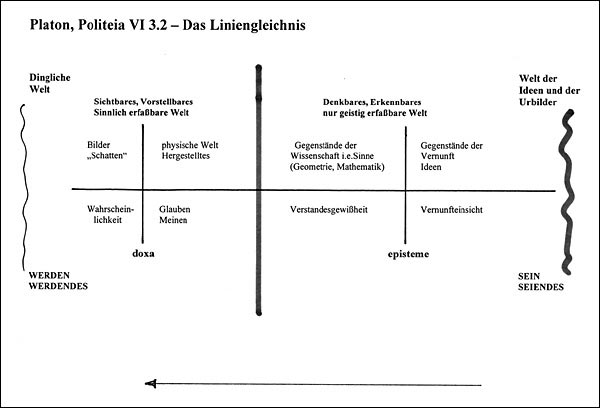 Platon, Politeia VI 3.2 – Das Liniengleichnis
Dingliche
Welt
Sichtbares, Vorstellbares
Sinnlich erfaßbare Welt
Denkbares, Erkennbares
nur geistig erfaßbare Welt
Welt der
Ideen und der
Urbilder
Bilder
„Schatten“
physische Welt
Hergestelltes
Gegenstände der
Wissenschaft i.e.Sinne
(Geometrie, Mathematik)
Gegenstände der
Vernunft
Ideen
Wahrschein-
lichkeit
Glauben
Meinen
Verstandesgewißheit
Vernunfteinsicht
doxa
episteme
WERDEN
WERDENDES
SEIN
SEIENDES